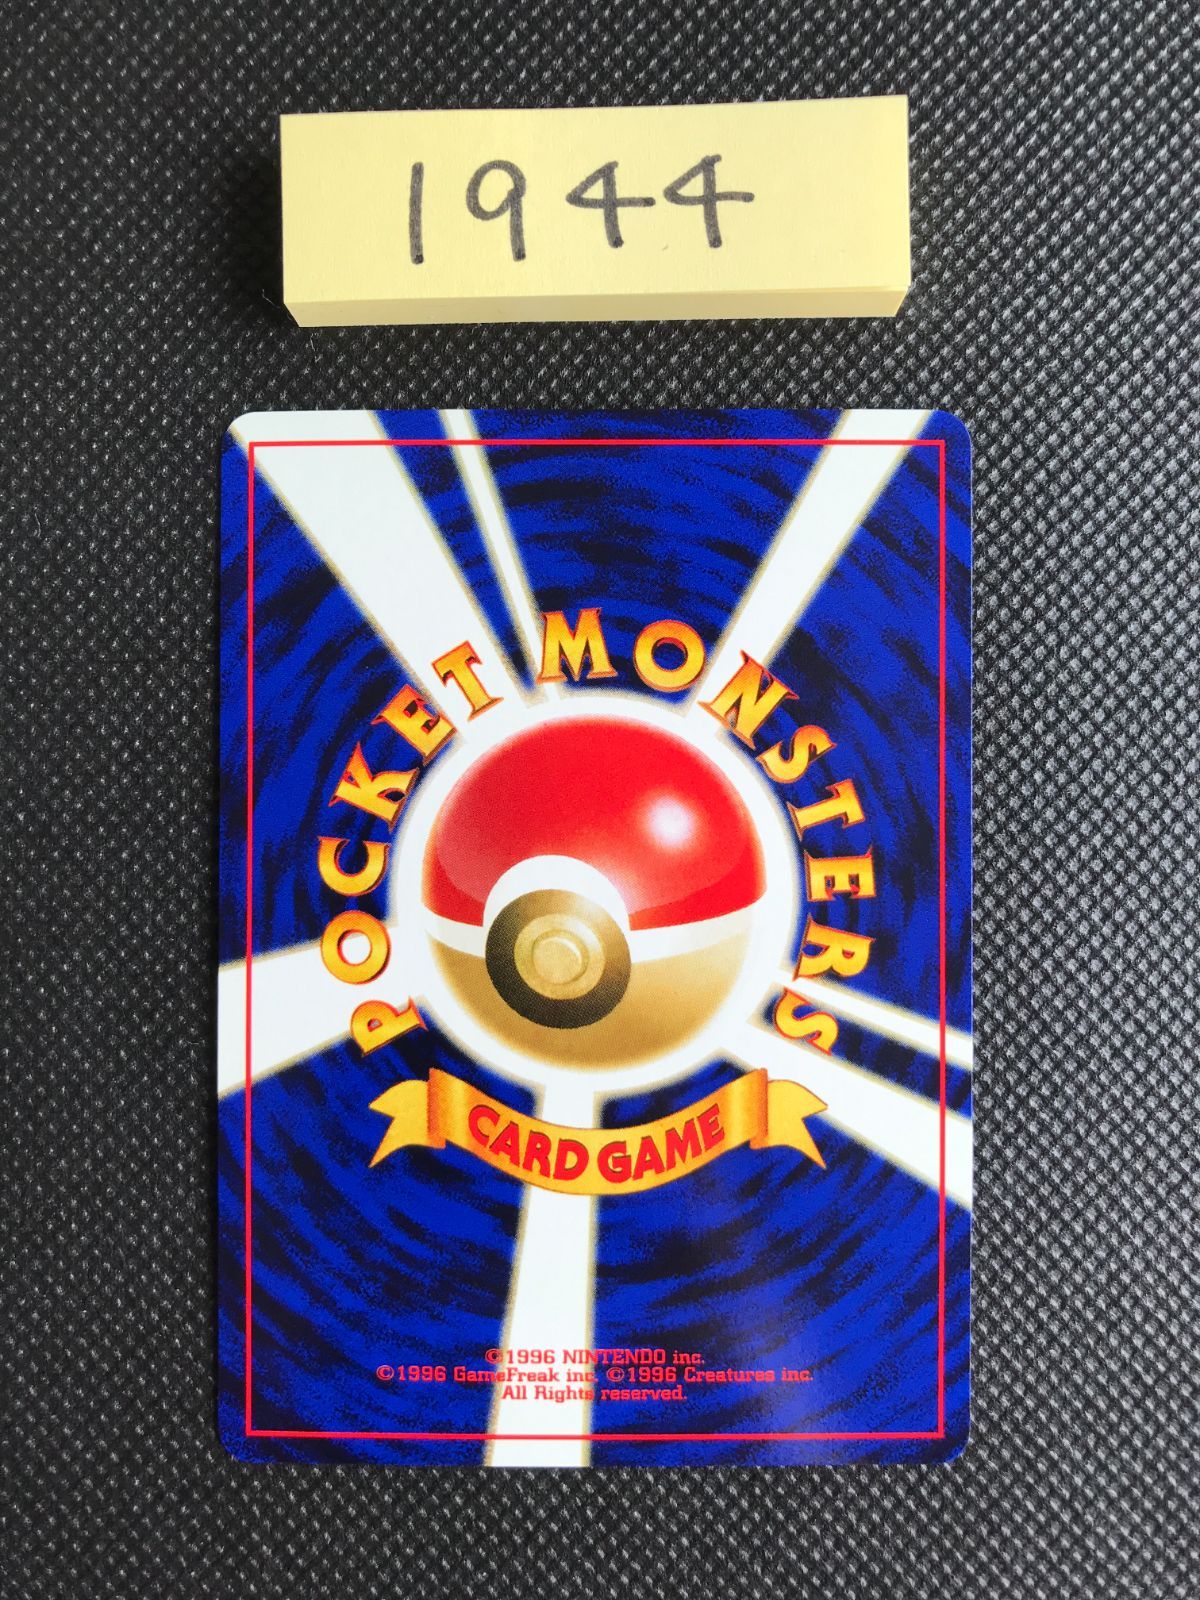 1944
POCKET MONSTERS
CARD GAME
©1996 NINTENDO inc.
©1996 GameFreak inc. ©1996 Creatures inc.
All Rights reserved.